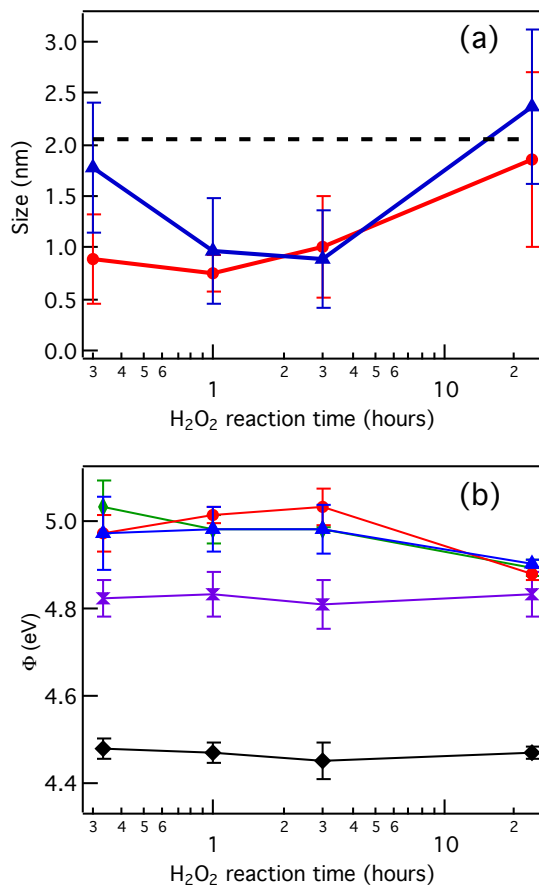 (a)
3.0
2.5
2.0
1.5
1.0
0.5
0.0
Size (nm)
3 4 5 6 1 2 3 4 5 6 10 2
H₂O₂ reaction time (hours)
(b)
5.0
4.8
4.6
4.4
Φ (eV)
3 4 5 6 1 2 3 4 5 6 10 2
H₂O₂ reaction time (hours)